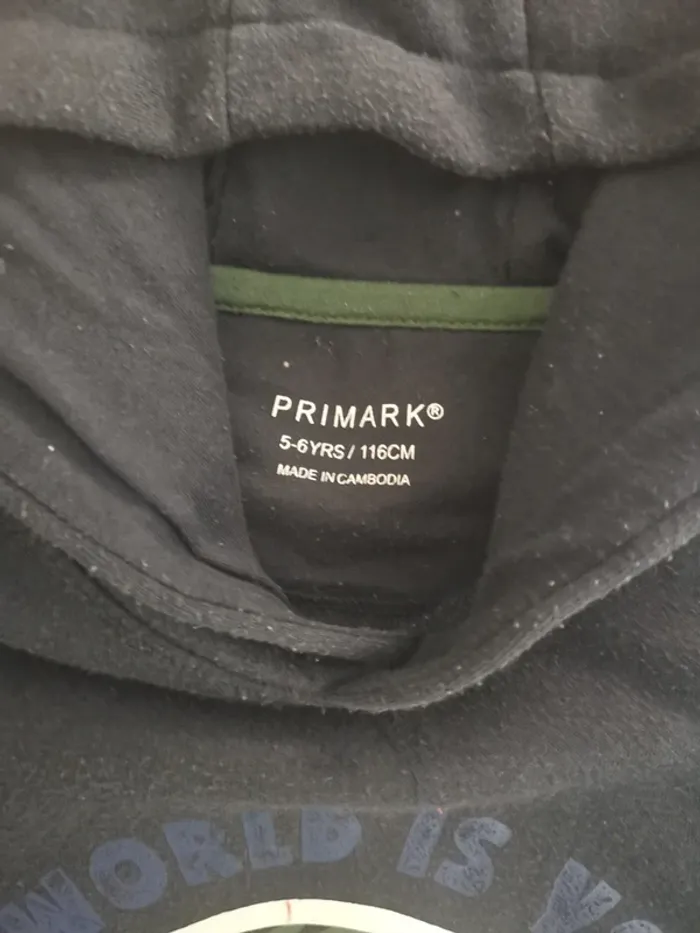 PRIMARK®
5-6YRS / 116CM
MADE IN CAMBODIA
WORLD IS